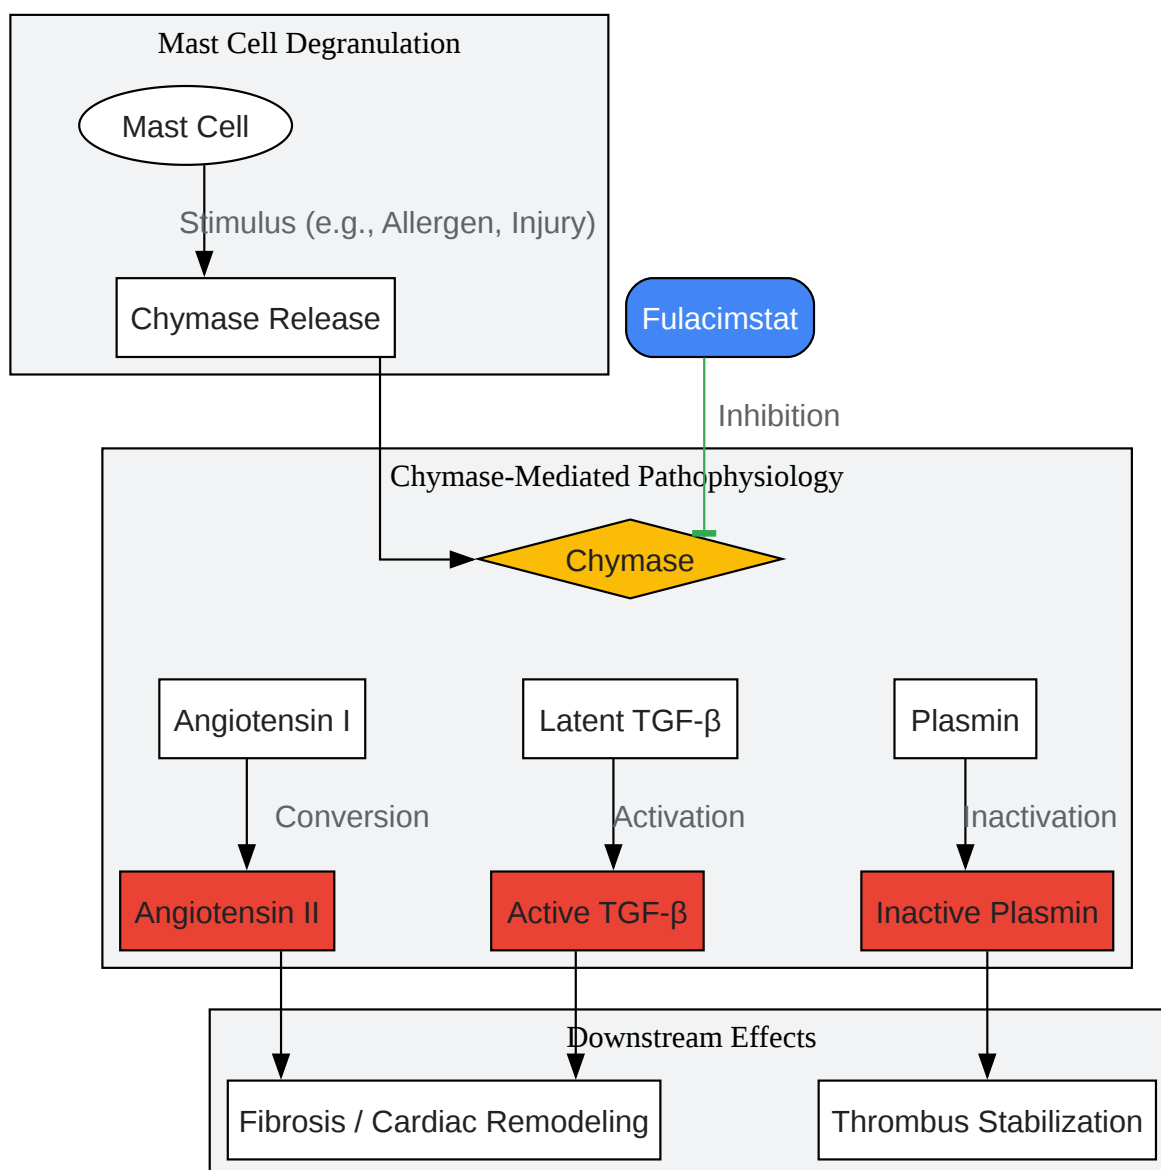 Mast Cell Degranulation
Mast Cell
Stimulus (e.g., Allergen, Injury)
Chymase Release
Fulacimstat
Inhibition
Chymase-Mediated Pathophysiology
Chymase
Angiotensin I
Latent TGF-β
Plasmin
Conversion
Activation
Inactivation
Angiotensin II
Active TGF-β
Inactive Plasmin
Downstream Effects
Fibrosis / Cardiac Remodeling
Thrombus Stabilization